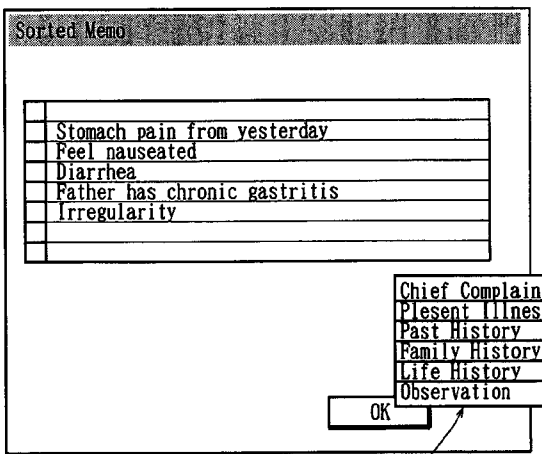 Sorted Memo
Stomach pain from yesterday
Feel nauseated
Diarrhea
Father has chronic gastritis
Irregularity
Chief Complain
Plesent Illnes
Past History
Family History
Life History
Observation
OK